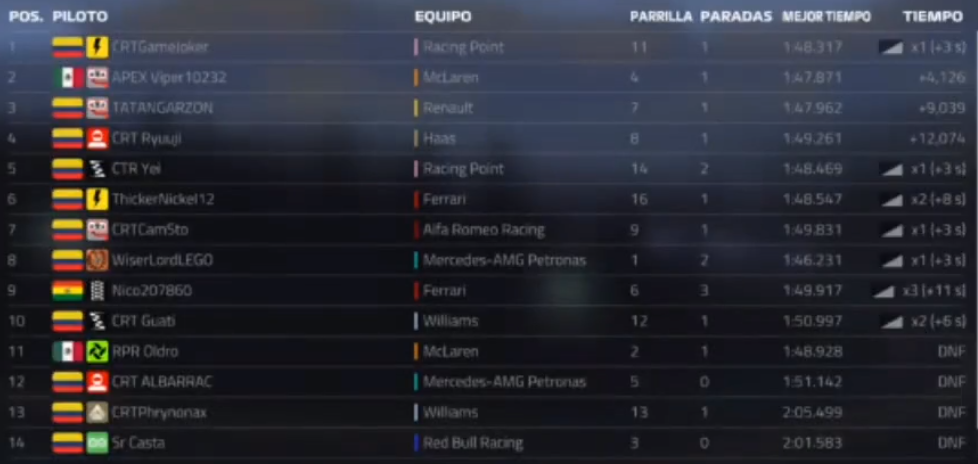 POS. PILOTO EQUIPO PARRILLA PARADAS MEJOR TIEMPO TIEMPO
1 CRTGameJoker Racing Point 11 1 1:48.317 x1 (+3 s)
2 APEX Viper10232 McLaren 4 1 1:47.871 +4,126
3 TATANGARZON Renault 7 1 1:47.962 +9,039
4 CRT Ryuuji Haas 8 1 1:49.261 +12,074
5 CTR Yei Racing Point 14 2 1:48.469 x1 (+3 s)
6 ThickerNickel12 Ferrari 16 1 1:48.547 x2 (+8 s)
7 CRTCamSto Alfa Romeo Racing 9 1 1:49.831 x1 (+3 s)
8 WiserLordLEGO Mercedes-AMG Petronas 1 2 1:46.231 x1 (+3 s)
9 Nico207860 Ferrari 6 3 1:49.917 x3 (+11 s)
10 CRT Guati Williams 12 1 1:50.997 x2 (+6 s)
11 RPR Oldro McLaren 2 1 1:48.928 DNF
12 CRT ALBARRAC Mercedes-AMG Petronas 5 0 1:51.142 DNF
13 CRTPhrynonax Williams 13 1 2:05.499 DNF
14 Sr Casta Red Bull Racing 3 0 2:01.583 DNF